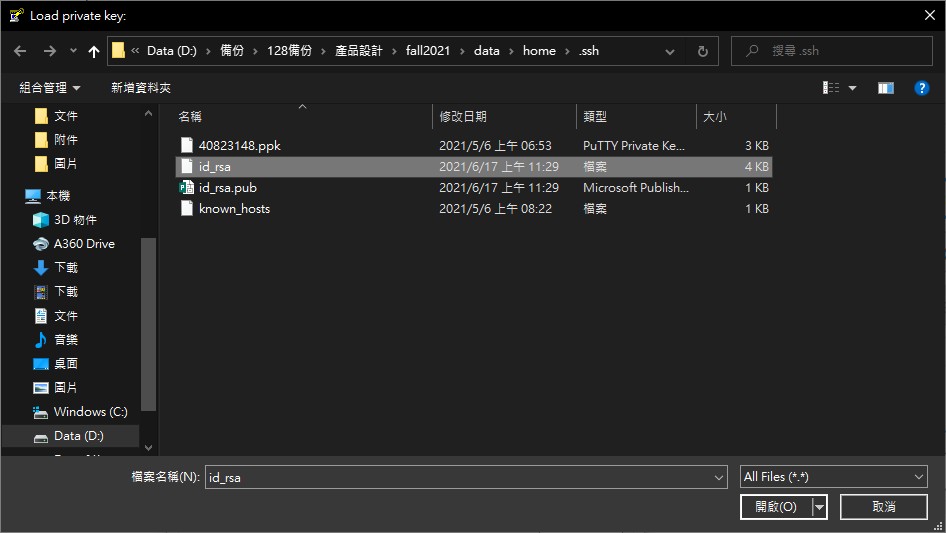 Load private key:
« Data (D:) › 備份 › 128備份 › 產品設計 › fall2021 › data › home › .ssh
搜尋 .ssh
組合管理
新增資料夾
文件
附件
圖片
本機
3D 物件
A360 Drive
下載
下載
文件
音樂
桌面
圖片
Windows (C:)
Data (D:)
名稱 修改日期 類型 大小
40823148.ppk 2021/5/6 上午 06:53 PuTTY Private Ke... 3 KB
id_rsa 2021/6/17 上午 11:29 檔案 4 KB
id_rsa.pub 2021/6/17 上午 11:29 Microsoft Publish... 1 KB
known_hosts 2021/5/6 上午 08:22 檔案 1 KB
檔案名稱(N): id_rsa
All Files (*.*)
開啟(O)
取消